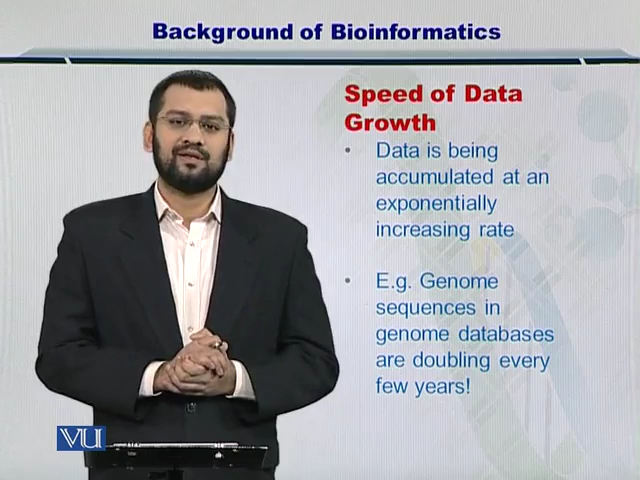 Background of Bioinformatics
Speed of Data
Growth
• Data is being
accumulated at an
exponentially
increasing rate
• E.g. Genome
sequences in
genome databases
are doubling every
few years!
VU